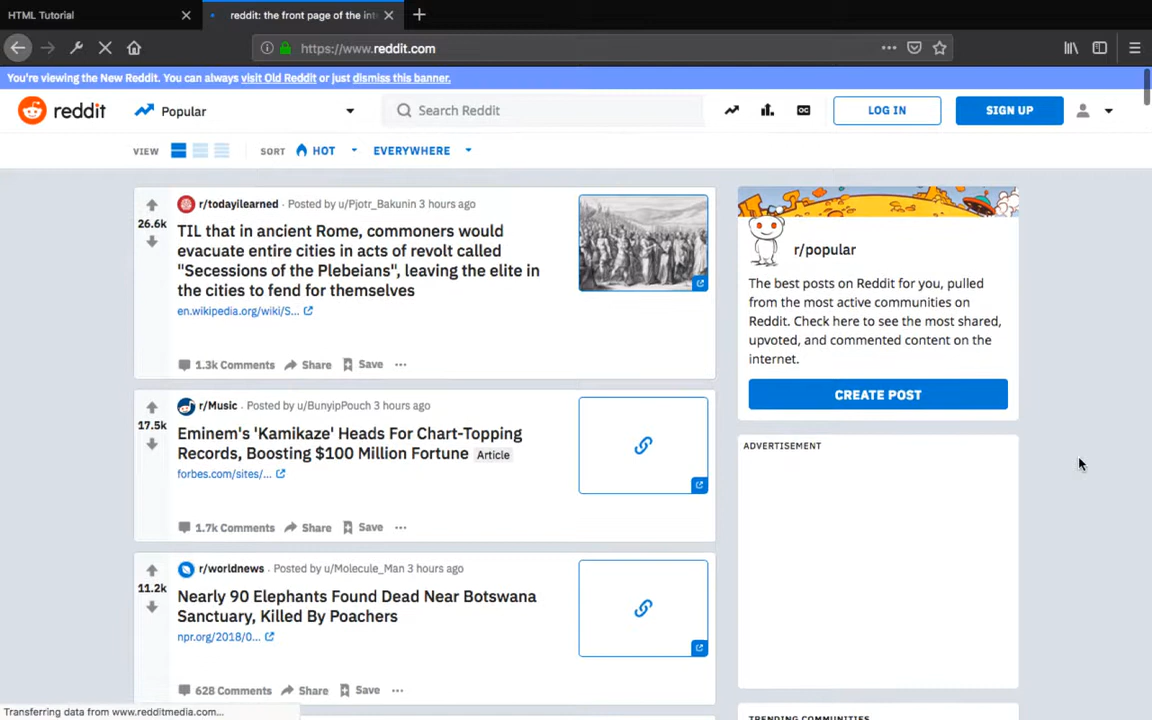 HTML Tutorial
reddit: the front page of the int
https://www.reddit.com
You're viewing the New Reddit. You can always visit Old Reddit or just dismiss this banner.
reddit
Popular
Search Reddit
LOG IN
SIGN UP
VIEW
SORT
HOT
EVERYWHERE
26.6k
r/todayilearned · Posted by u/Pjotr_Bakunin 3 hours ago
TIL that in ancient Rome, commoners would
evacuate entire cities in acts of revolt called
"Secessions of the Plebeians", leaving the elite in
the cities to fend for themselves
en.wikipedia.org/wiki/S...
1.3k Comments
Share
Save
17.5k
r/Music · Posted by u/BunyipPouch 3 hours ago
Eminem's 'Kamikaze' Heads For Chart-Topping
Records, Boosting $100 Million Fortune Article
forbes.com/sites/...
1.7k Comments
Share
Save
11.2k
r/worldnews · Posted by u/Molecule_Man 3 hours ago
Nearly 90 Elephants Found Dead Near Botswana
Sanctuary, Killed By Poachers
npr.org/2018/0...
628 Comments
Share
Save
r/popular
The best posts on Reddit for you, pulled
from the most active communities on
Reddit. Check here to see the most shared,
upvoted, and commented content on the
internet.
CREATE POST
ADVERTISEMENT
TRENDING COMMUNITIES
Transferring data from www.redditmedia.com...